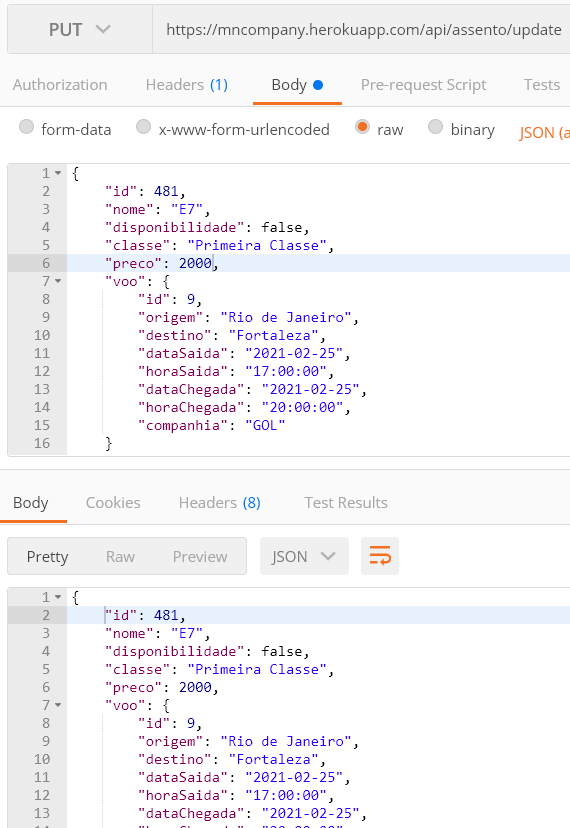 PUT https://mncompany.herokuapp.com/api/assento/update
Authorization Headers (1) Body Pre-request Script Tests
form-data x-www-form-urlencoded raw binary JSON (a
1 {
2 "id": 481,
3 "nome": "E7",
4 "disponibilidade": false,
5 "classe": "Primeira Classe",
6 "preco": 2000,
7 "voo": {
8 "id": 9,
9 "origem": "Rio de Janeiro",
10 "destino": "Fortaleza",
11 "dataSaida": "2021-02-25",
12 "horaSaida": "17:00:00",
13 "dataChegada": "2021-02-25",
14 "horaChegada": "20:00:00",
15 "companhia": "GOL"
16 }
Body Cookies Headers (8) Test Results
Pretty Raw Preview JSON
1 {
2 "id": 481,
3 "nome": "E7",
4 "disponibilidade": false,
5 "classe": "Primeira Classe",
6 "preco": 2000,
7 "voo": {
8 "id": 9,
9 "origem": "Rio de Janeiro",
10 "destino": "Fortaleza",
11 "dataSaida": "2021-02-25",
12 "horaSaida": "17:00:00",
13 "dataChegada": "2021-02-25",